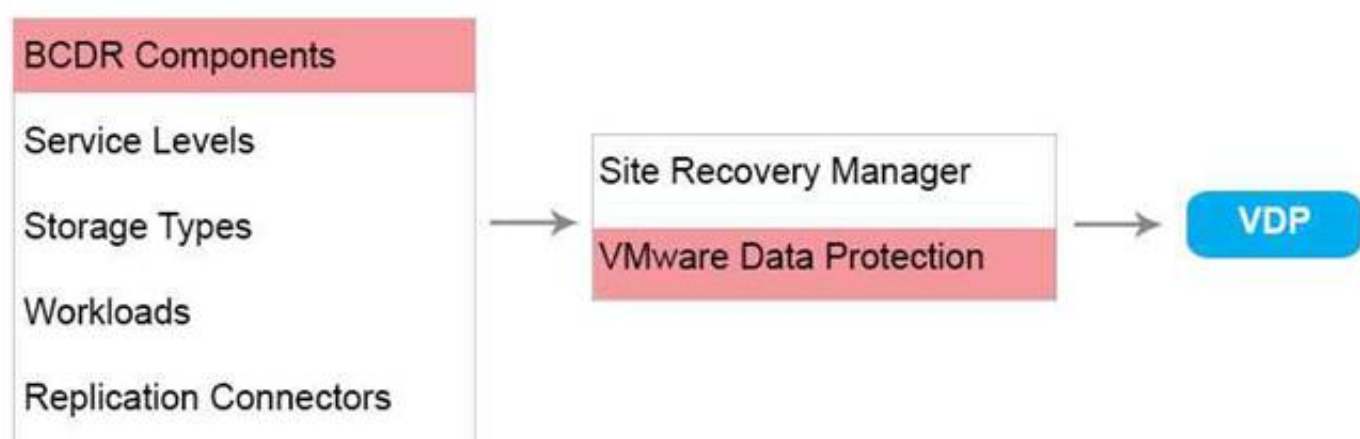 BCDR Components
Service Levels
Storage Types
Workloads
Replication Connectors
Site Recovery Manager
VMware Data Protection
VDP